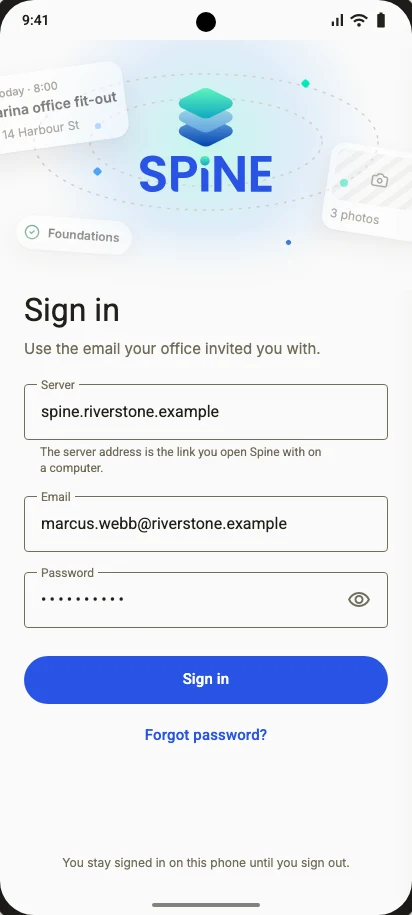 9:41
oday · 8:00
arina office fit-out
14 Harbour St
SPiNE
3 photos
Foundations
Sign in
Use the email your office invited you with.
Server
spine.riverstone.example
The server address is the link you open Spine with on
a computer.
Email
marcus.webb@riverstone.example
Password
••••••••••
Sign in
Forgot password?
You stay signed in on this phone until you sign out.